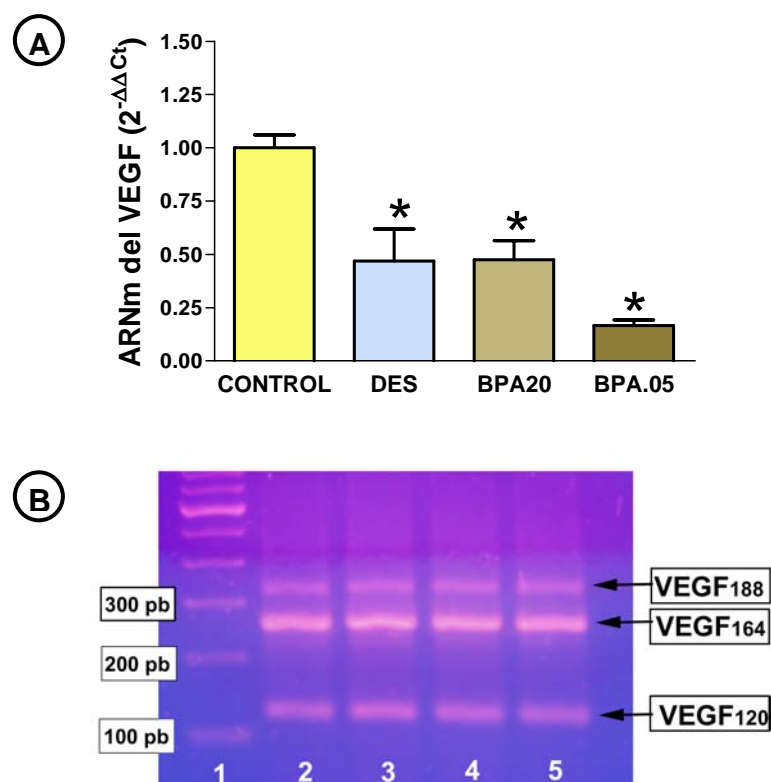 A
ARNm del VEGF (2^-ΔΔCt)
1.50
1.25
1.00
0.75
0.50
0.25
0.00
*
*
*
CONTROL DES BPA20 BPA.05
B
300 pb
200 pb
100 pb
VEGF188
VEGF164
VEGF120
1 2 3 4 5